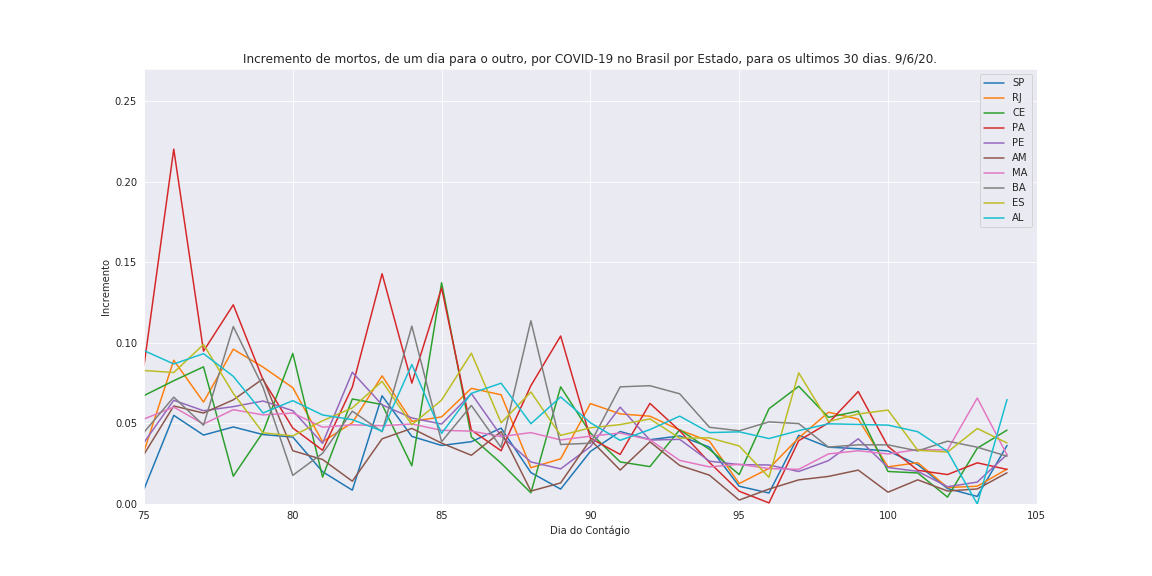 Incremento de mortos, de um dia para o outro, por COVID-19 no Brasil por Estado, para os ultimos 30 dias. 9/6/20.
SP
RJ
CE
PA
PE
AM
MA
BA
ES
AL
0.25
0.20
0.15
0.10
0.05
0.00
Incremento
75 80 85 90 95 100 105
Dia do Contágio